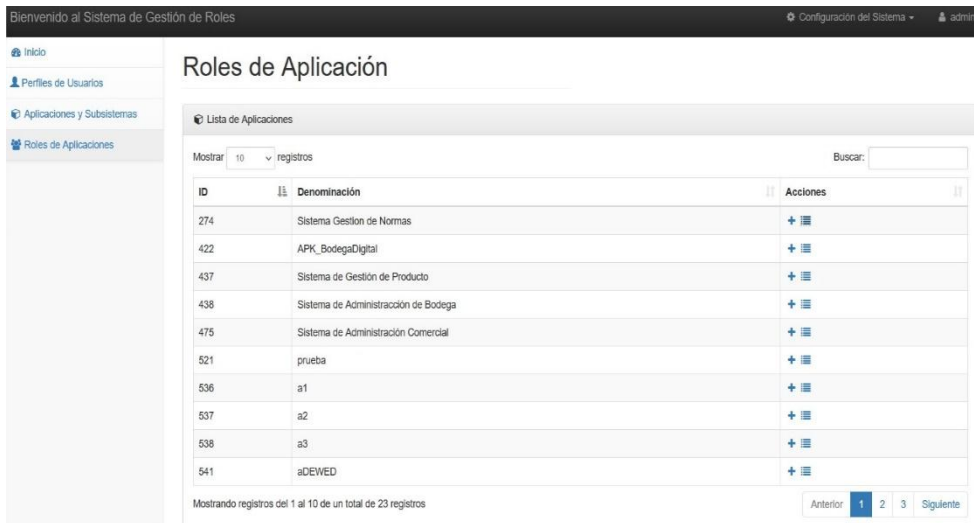 Bienvenido al Sistema de Gestión de Roles
Configuración del Sistema
admin
Inicio
Perfiles de Usuarios
Aplicaciones y Subsistemas
Roles de Aplicaciones
Roles de Aplicación
Lista de Aplicaciones
Mostrar 10 registros
Buscar:
ID Denominación Acciones
274 Sistema Gestion de Normas
422 APK_BodegaDigital
437 Sistema de Gestión de Producto
438 Sistema de Administracción de Bodega
475 Sistema de Administración Comercial
521 prueba
536 a1
537 a2
538 a3
541 aDEWED
Mostrando registros del 1 al 10 de un total de 23 registros
Anterior 1 2 3 Siguiente